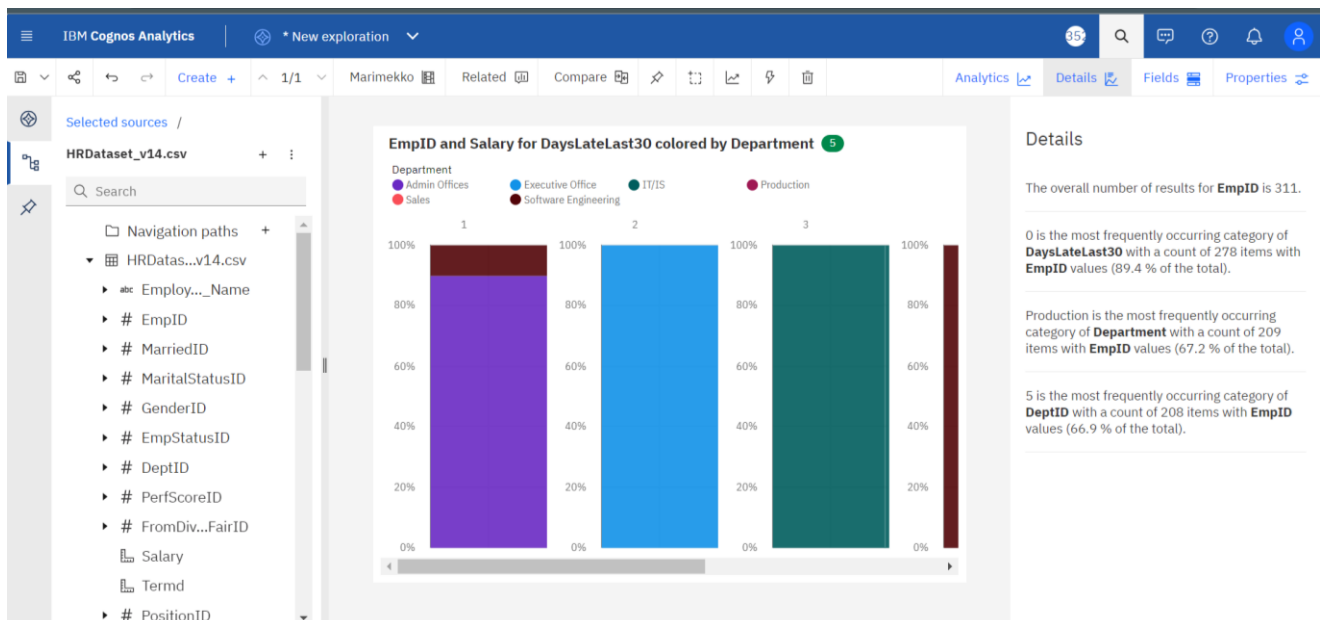 IBM Cognos Analytics
* New exploration
352
Create +
1/1
Marimekko
Related
Compare
Analytics
Details
Fields
Properties
Selected sources /
HRDataset_v14.csv
Search
Navigation paths +
HRDatas...v14.csv
abc Employ..._Name
# EmpID
# MarriedID
# MaritalStatusID
# GenderID
# EmpStatusID
# DeptID
# PerfScoreID
# FromDiv...FairID
Salary
Termd
# PositionID
EmpID and Salary for DaysLateLast30 colored by Department 5
Department
Admin Offices Executive Office IT/IS Production
Sales Software Engineering
1 2 3
100% 100% 100% 100%
80% 80% 80% 80%
60% 60% 60% 60%
40% 40% 40% 40%
20% 20% 20% 20%
0% 0% 0% 0%
Details
The overall number of results for EmpID is 311.
0 is the most frequently occurring category of
DaysLateLast30 with a count of 278 items with
EmpID values (89.4 % of the total).
Production is the most frequently occurring
category of Department with a count of 209
items with EmpID values (67.2 % of the total).
5 is the most frequently occurring category of
DeptID with a count of 208 items with EmpID
values (66.9 % of the total).